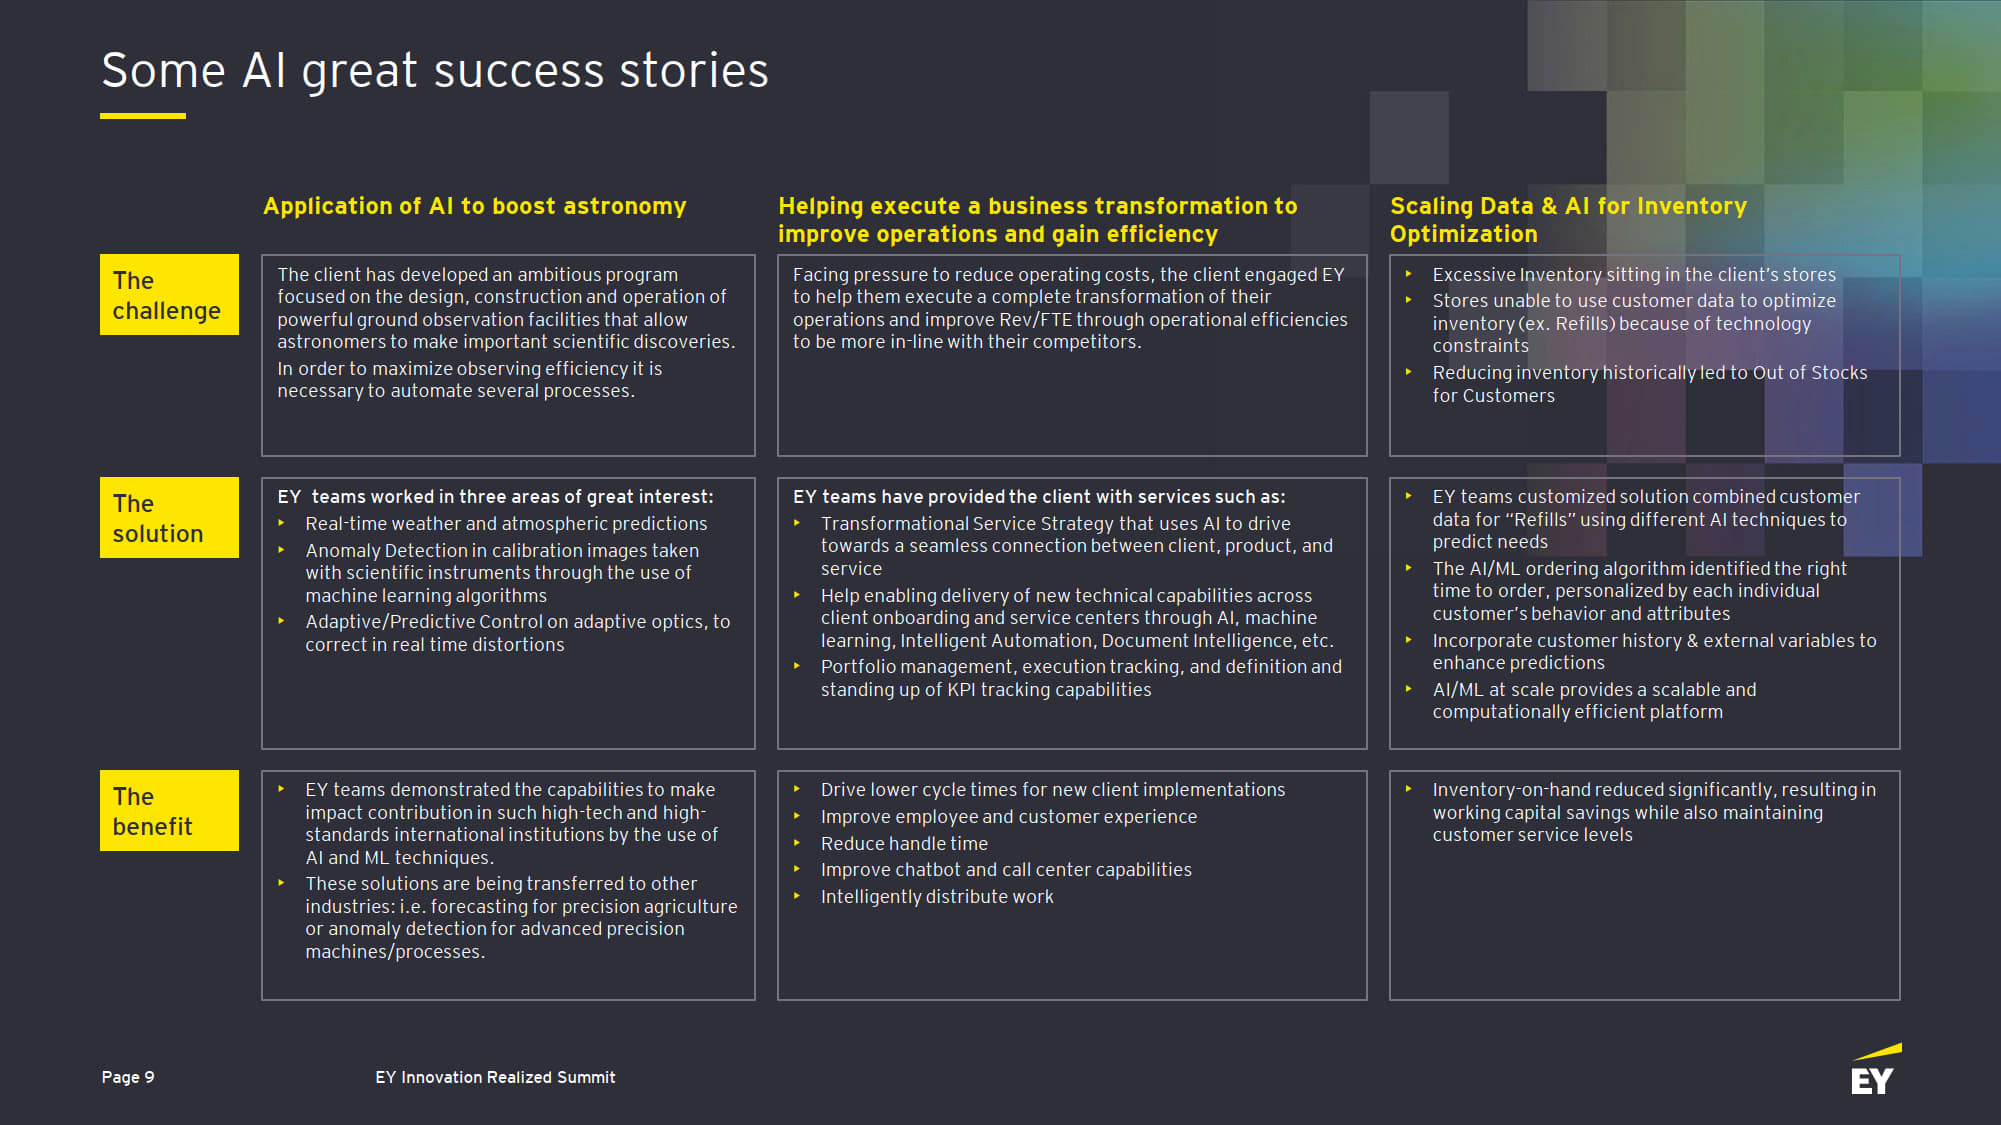 Some AI great success stories
Application of AI to boost astronomy
Helping execute a business transformation to
improve operations and gain efficiency
Scaling Data & AI for Inventory
Optimization
The
challenge
The client has developed an ambitious program
focused on the design, construction and operation of
powerful ground observation facilities that allow
astronomers to make important scientific discoveries.
In order to maximize observing efficiency it is
necessary to automate several processes.
Facing pressure to reduce operating costs, the client engaged EY
to help them execute a complete transformation of their
operations and improve Rev/FTE through operational efficiencies
to be more in-line with their competitors.
‣ Excessive Inventory sitting in the client's stores
‣ Stores unable to use customer data to optimize
inventory (ex. Refills) because of technology
constraints
‣ Reducing inventory historically led to Out of Stocks
for Customers
The
solution
EY teams worked in three areas of great interest:
‣ Real-time weather and atmospheric predictions
‣ Anomaly Detection in calibration images taken
with scientific instruments through the use of
machine learning algorithms
‣ Adaptive/Predictive Control on adaptive optics, to
correct in real time distortions
EY teams have provided the client with services such as:
‣ Transformational Service Strategy that uses AI to drive
towards a seamless connection between client, product, and
service
‣ Help enabling delivery of new technical capabilities across
client onboarding and service centers through AI, machine
learning, Intelligent Automation, Document Intelligence, etc.
‣ Portfolio management, execution tracking, and definition and
standing up of KPI tracking capabilities
‣ EY teams customized solution combined customer
data for “Refills” using different AI techniques to
predict needs
‣ The AI/ML ordering algorithm identified the right
time to order, personalized by each individual
customer's behavior and attributes
‣ Incorporate customer history & external variables to
enhance predictions
‣ AI/ML at scale provides a scalable and
computationally efficient platform
The
benefit
‣ EY teams demonstrated the capabilities to make
impact contribution in such high-tech and high-
standards international institutions by the use of
AI and ML techniques.
‣ These solutions are being transferred to other
industries: i.e. forecasting for precision agriculture
or anomaly detection for advanced precision
machines/processes.
‣ Drive lower cycle times for new client implementations
‣ Improve employee and customer experience
‣ Reduce handle time
‣ Improve chatbot and call center capabilities
‣ Intelligently distribute work
‣ Inventory-on-hand reduced significantly, resulting in
working capital savings while also maintaining
customer service levels
Page 9
EY Innovation Realized Summit
EY